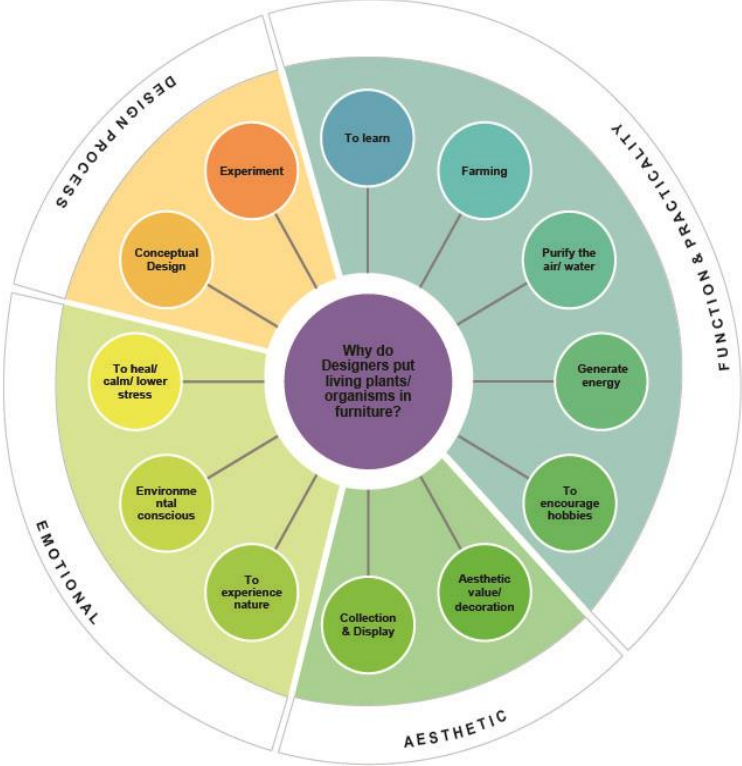 DESIGN PROCESS
FUNCTION & PRACTICALITY
EMOTIONAL
AESTHETIC
Why do
Designers put
living plants/
organisms in
furniture?
To learn
Farming
Purify the
air/ water
Generate
energy
To
encourage
hobbies
Aesthetic
value/
decoration
Collection
& Display
To
experience
nature
Environme
ntal
conscious
To heal/
calm/ lower
stress
Conceptual
Design
Experiment